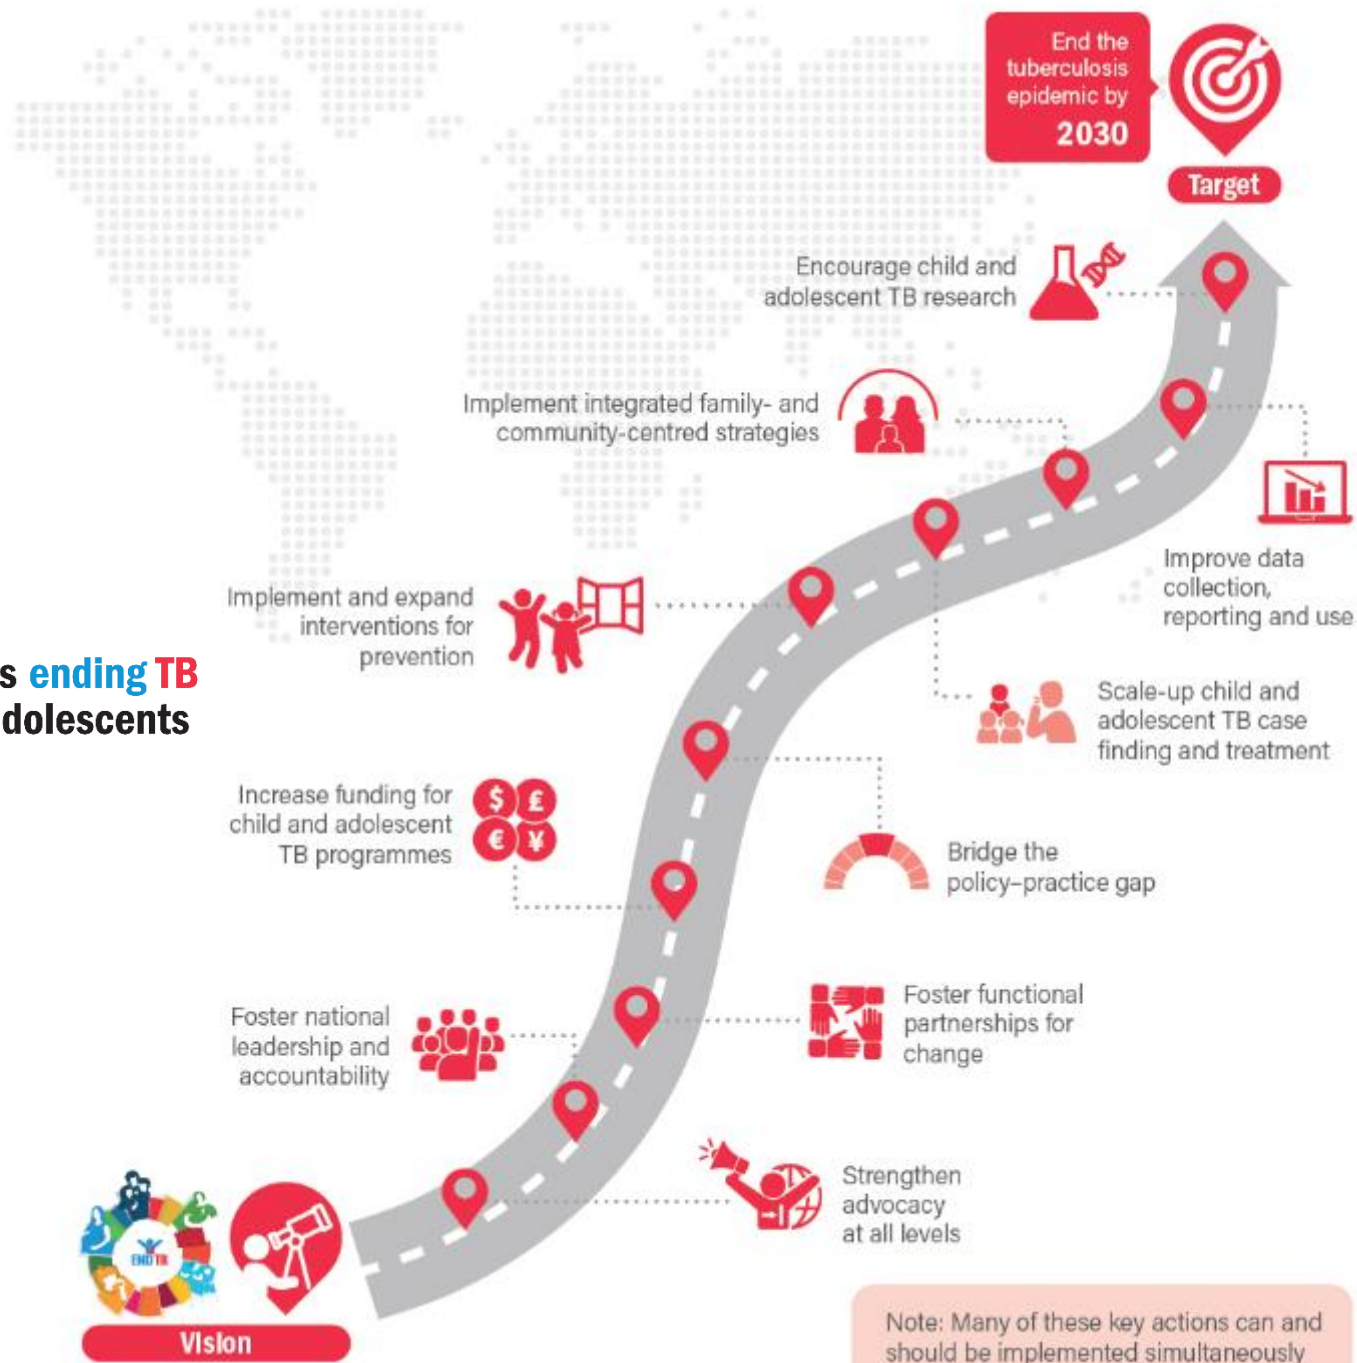 End the
tuberculosis
epidemic by
2030
Target
Encourage child and
adolescent TB research
Implement integrated family- and
community-centred strategies
Improve data
collection,
reporting and use
Implement and expand
interventions for
prevention
s ending TB
dolescents
Scale-up child and
adolescent TB case
finding and treatment
Increase funding for
child and adolescent
TB programmes
$ £
€ ¥
Bridge the
policy–practice gap
Foster national
leadership and
accountability
Foster functional
partnerships for
change
Strengthen
advocacy
at all levels
END TB
Vision
Note: Many of these key actions can and
should be implemented simultaneously